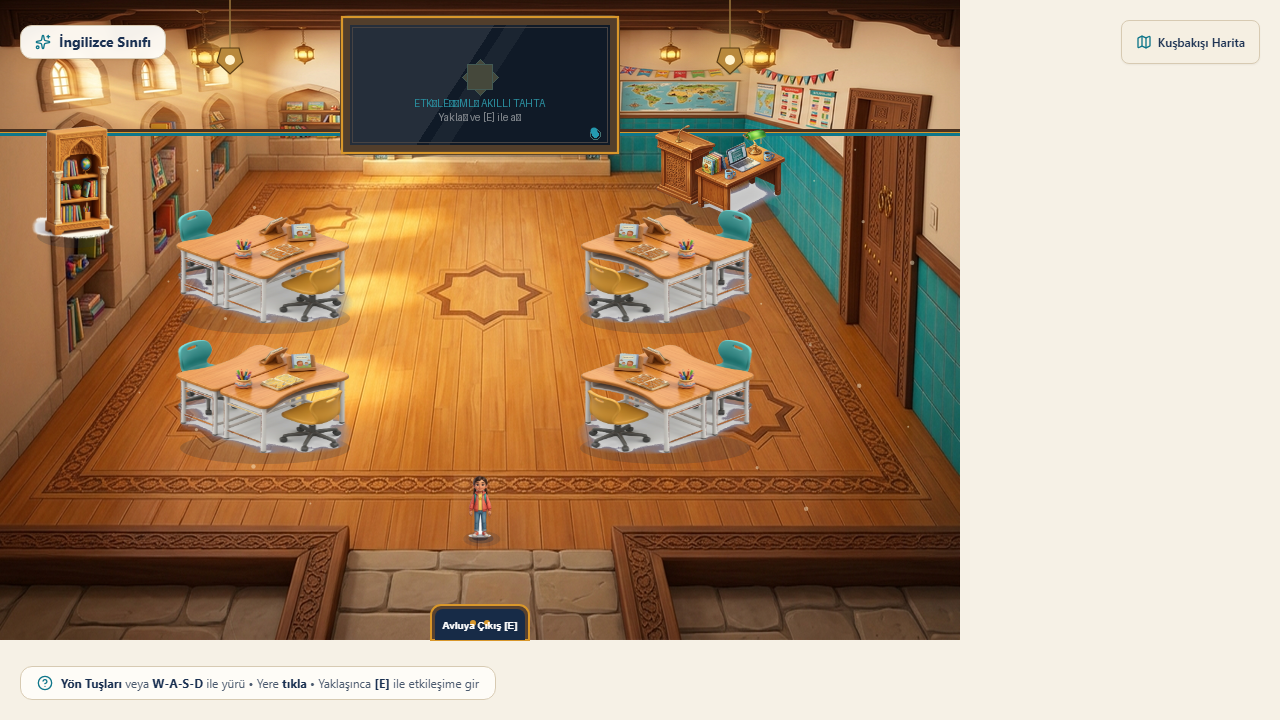 İngilizce Sınıfı
Kuşbakışı Harita
AKILLI TAHTA
ve [E] ile
Avluya Çıkış [E]
Yön Tuşları veya W-A-S-D ile yürü • Yere tıkla • Yaklaşınca [E] ile etkileşime gir